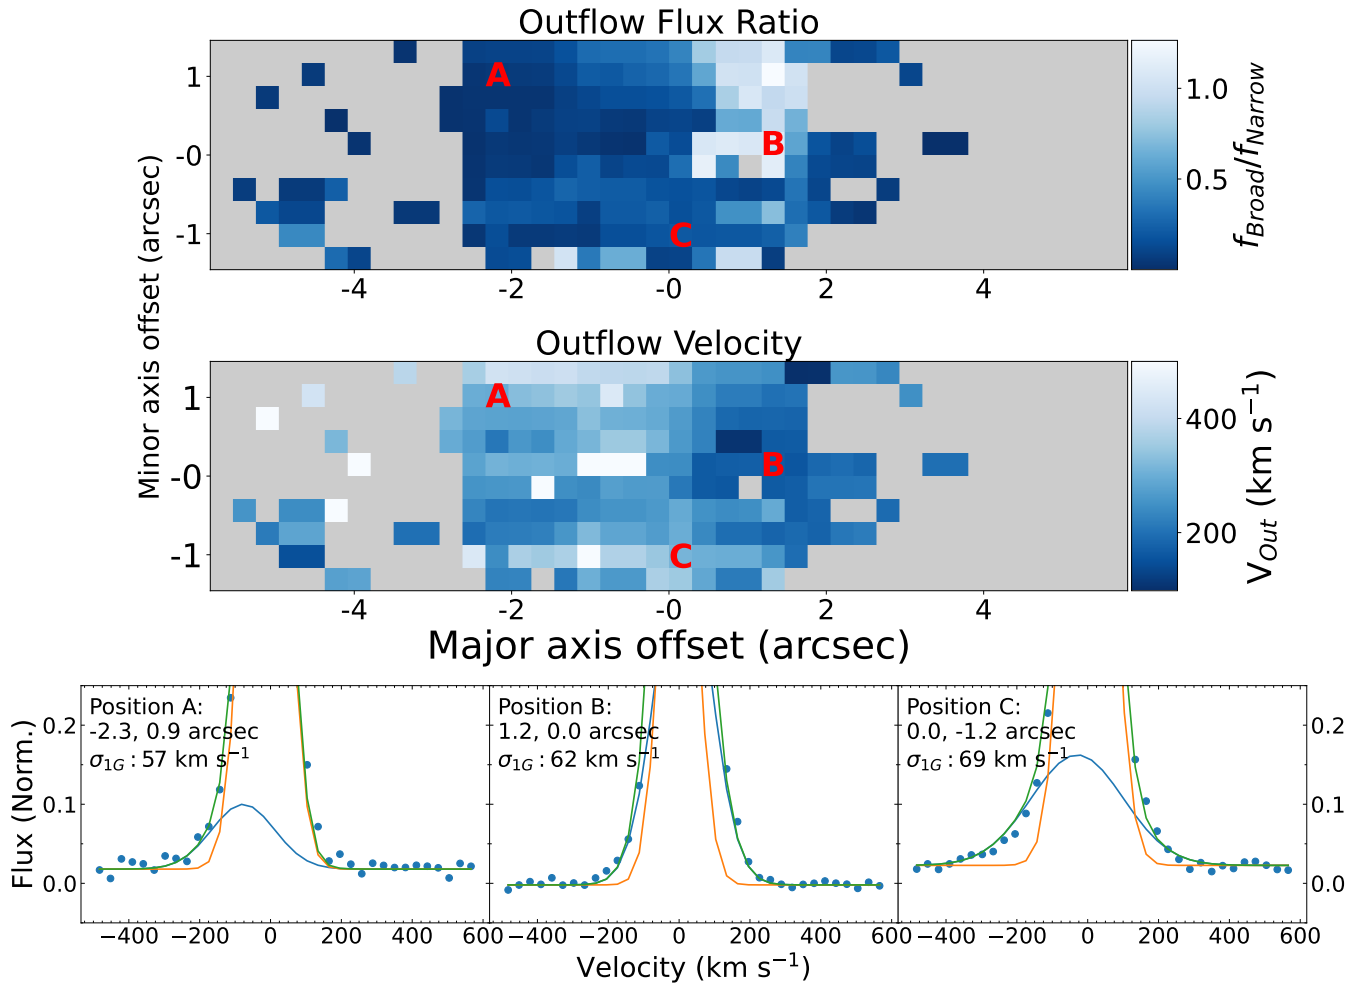 Outflow Flux Ratio
A
B
C
1
-0
-1
-4
-2
-0
2
4
1.0
0.5
f_Broad/f_Narrow
Minor axis offset (arcsec)
Outflow Velocity
A
B
C
1
-0
-1
-4
-2
-0
2
4
400
200
v_Out (km s⁻¹)
Major axis offset (arcsec)
Position A:
-2.3, 0.9 arcsec
σ_1G : 57 km s⁻¹
Position B:
1.2, 0.0 arcsec
σ_1G : 62 km s⁻¹
Position C:
0.0, -1.2 arcsec
σ_1G : 69 km s⁻¹
0.2
0.1
0.0
Flux (Norm.)
0.2
0.1
0.0
−400 −200 0 200 400 600
−400 −200 0 200 400 600
−400 −200 0 200 400 600
Velocity (km s⁻¹)